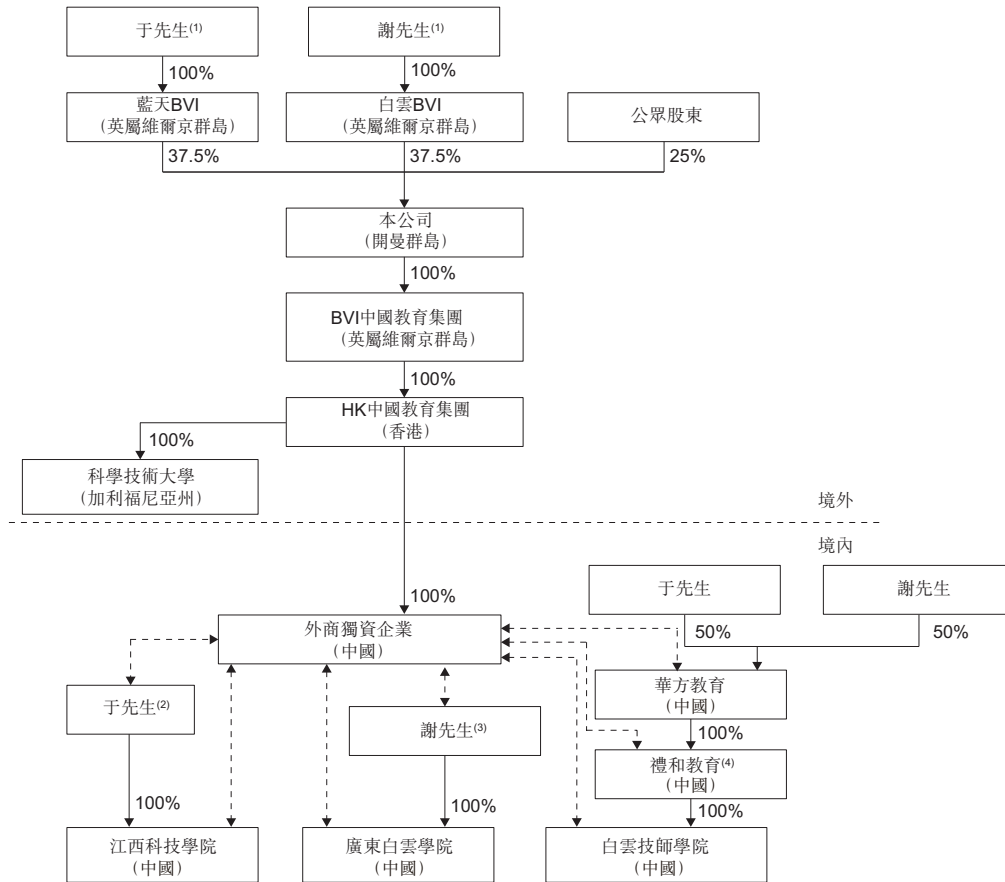 于先生(1)
謝先生(1)
100%
100%
藍天BVI
(英屬維爾京群島)
白雲BVI
(英屬維爾京群島)
公眾股東
37.5%
37.5%
25%
本公司
(開曼群島)
100%
BVI中國教育集團
(英屬維爾京群島)
100%
HK中國教育集團
(香港)
100%
科學技術大學
(加利福尼亞州)
境外
境內
100%
于先生
謝先生
外商獨資企業
(中國)
50%
50%
于先生(2)
謝先生(3)
華方教育
(中國)
100%
禮和教育(4)
(中國)
100%
100%
100%
江西科技學院
(中國)
廣東白雲學院
(中國)
白雲技師學院
(中國)